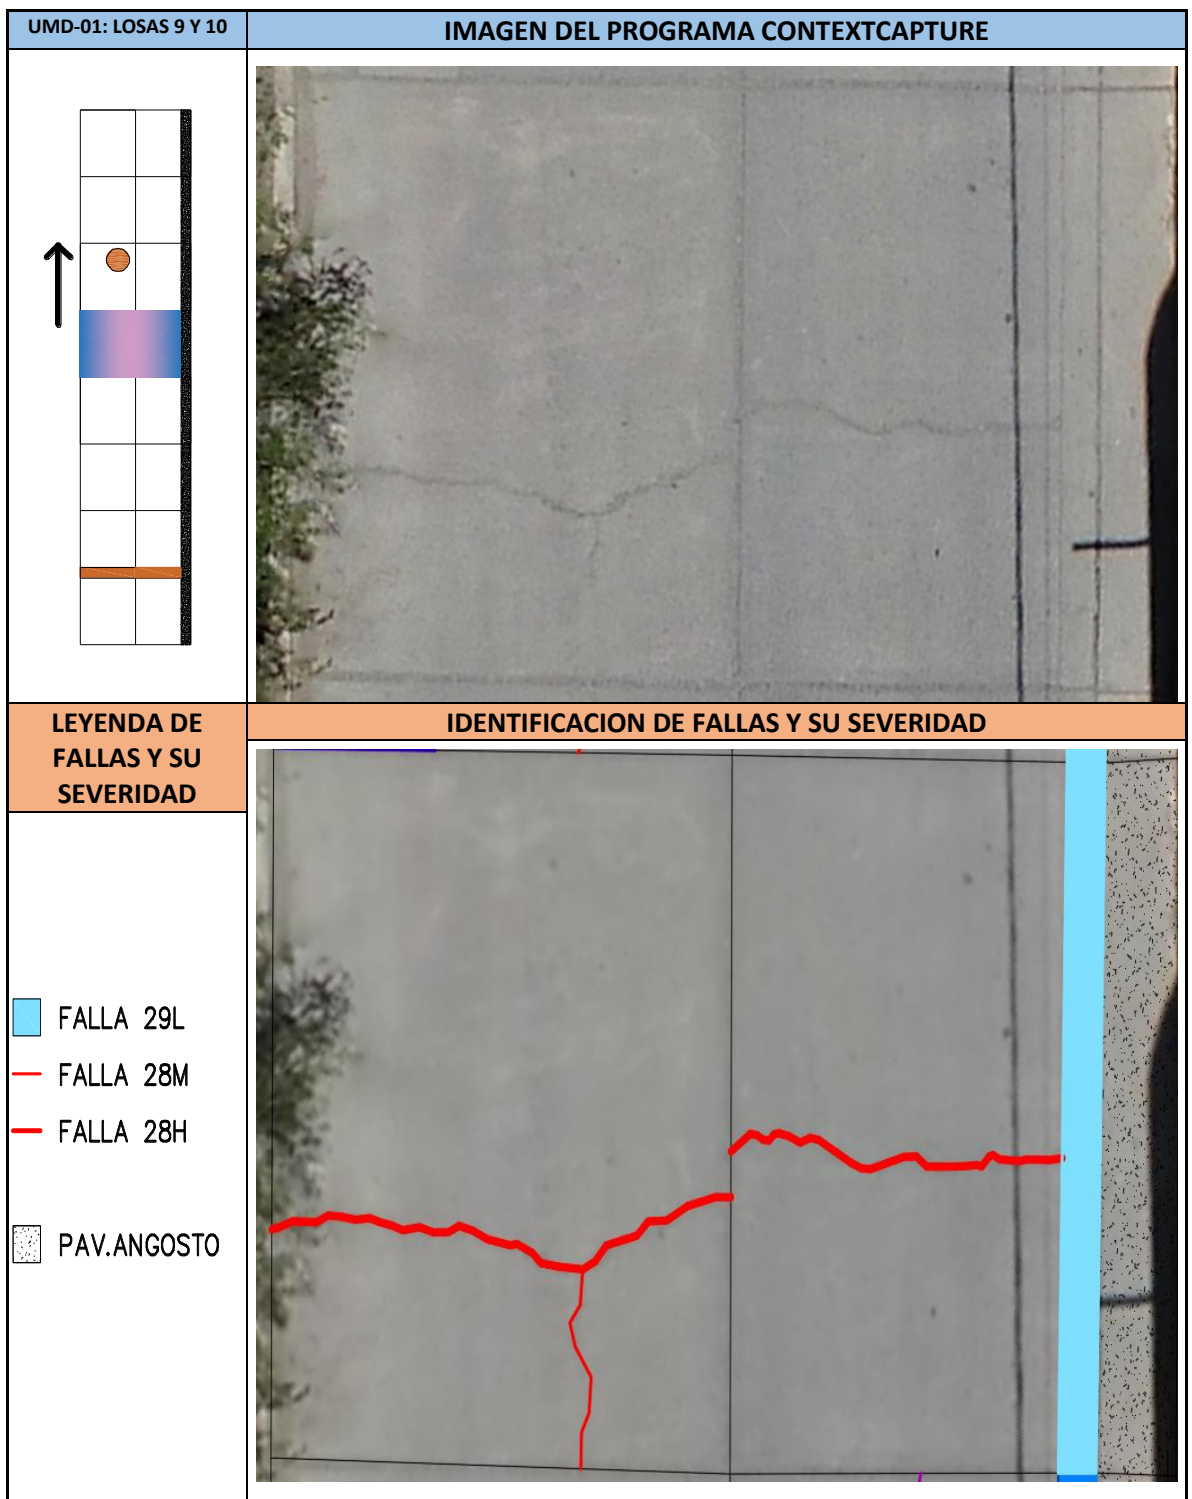 UMD-01: LOSAS 9 Y 10
IMAGEN DEL PROGRAMA CONTEXTCAPTURE
LEYENDA DE
FALLAS Y SU
SEVERIDAD
IDENTIFICACION DE FALLAS Y SU SEVERIDAD
FALLA 29L
FALLA 28M
FALLA 28H
PAV.ANGOSTO